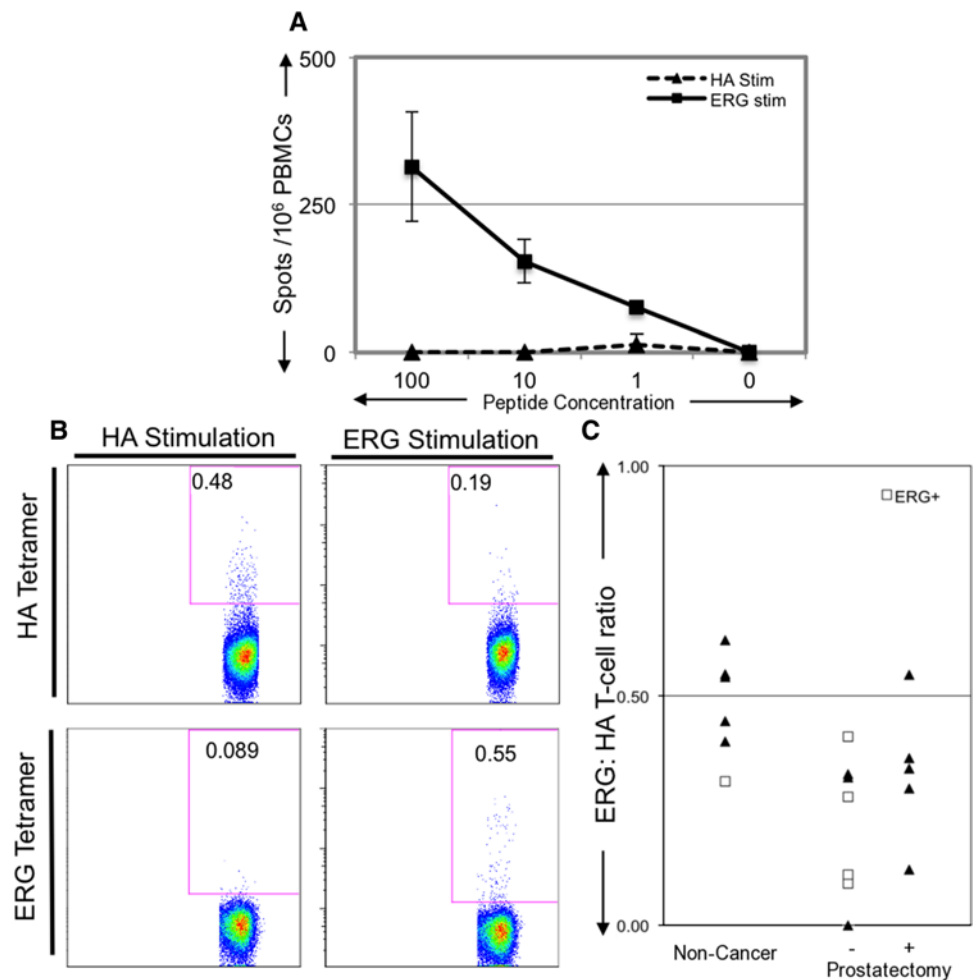 A
500
250
0
Spots /10⁶ PBMCs
HA Stim
ERG stim
100 10 1 0
Peptide Concentration
B
HA Stimulation ERG Stimulation
HA Tetramer
0.48 0.19
ERG Tetramer
0.089 0.55
C
1.00
0.50
0.00
ERG: HA T-cell ratio
ERG+
Non-Cancer - +
Prostatectomy